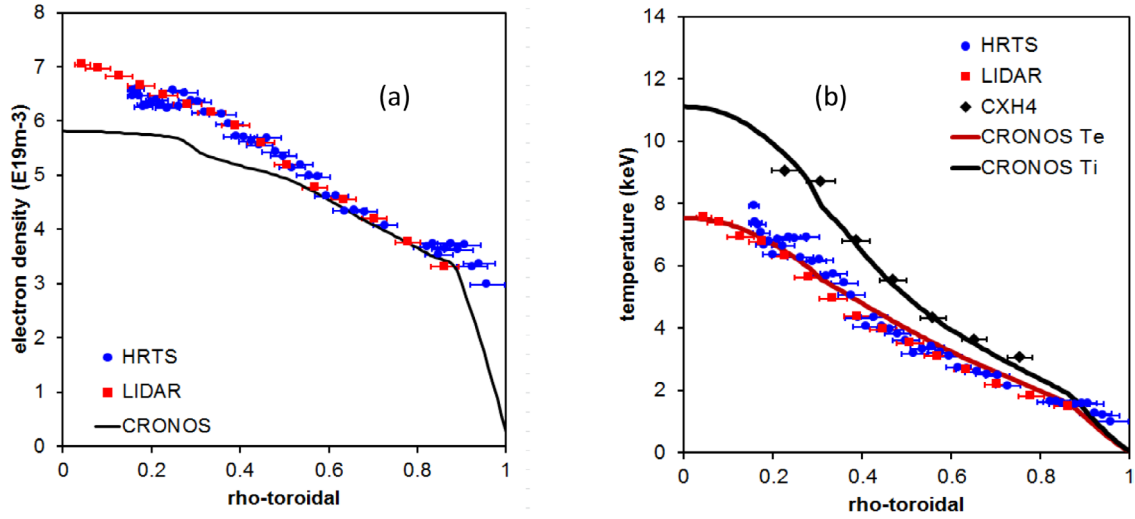 8
7
6
5
4
3
2
1
0
electron density (E19m-3)
(a)
HRTS
LIDAR
CRONOS
0 0.2 0.4 0.6 0.8 1
rho-toroidal
14
12
10
8
6
4
2
0
temperature (keV)
(b)
HRTS
LIDAR
CXH4
CRONOS Te
CRONOS Ti
0 0.2 0.4 0.6 0.8 1
rho-toroidal